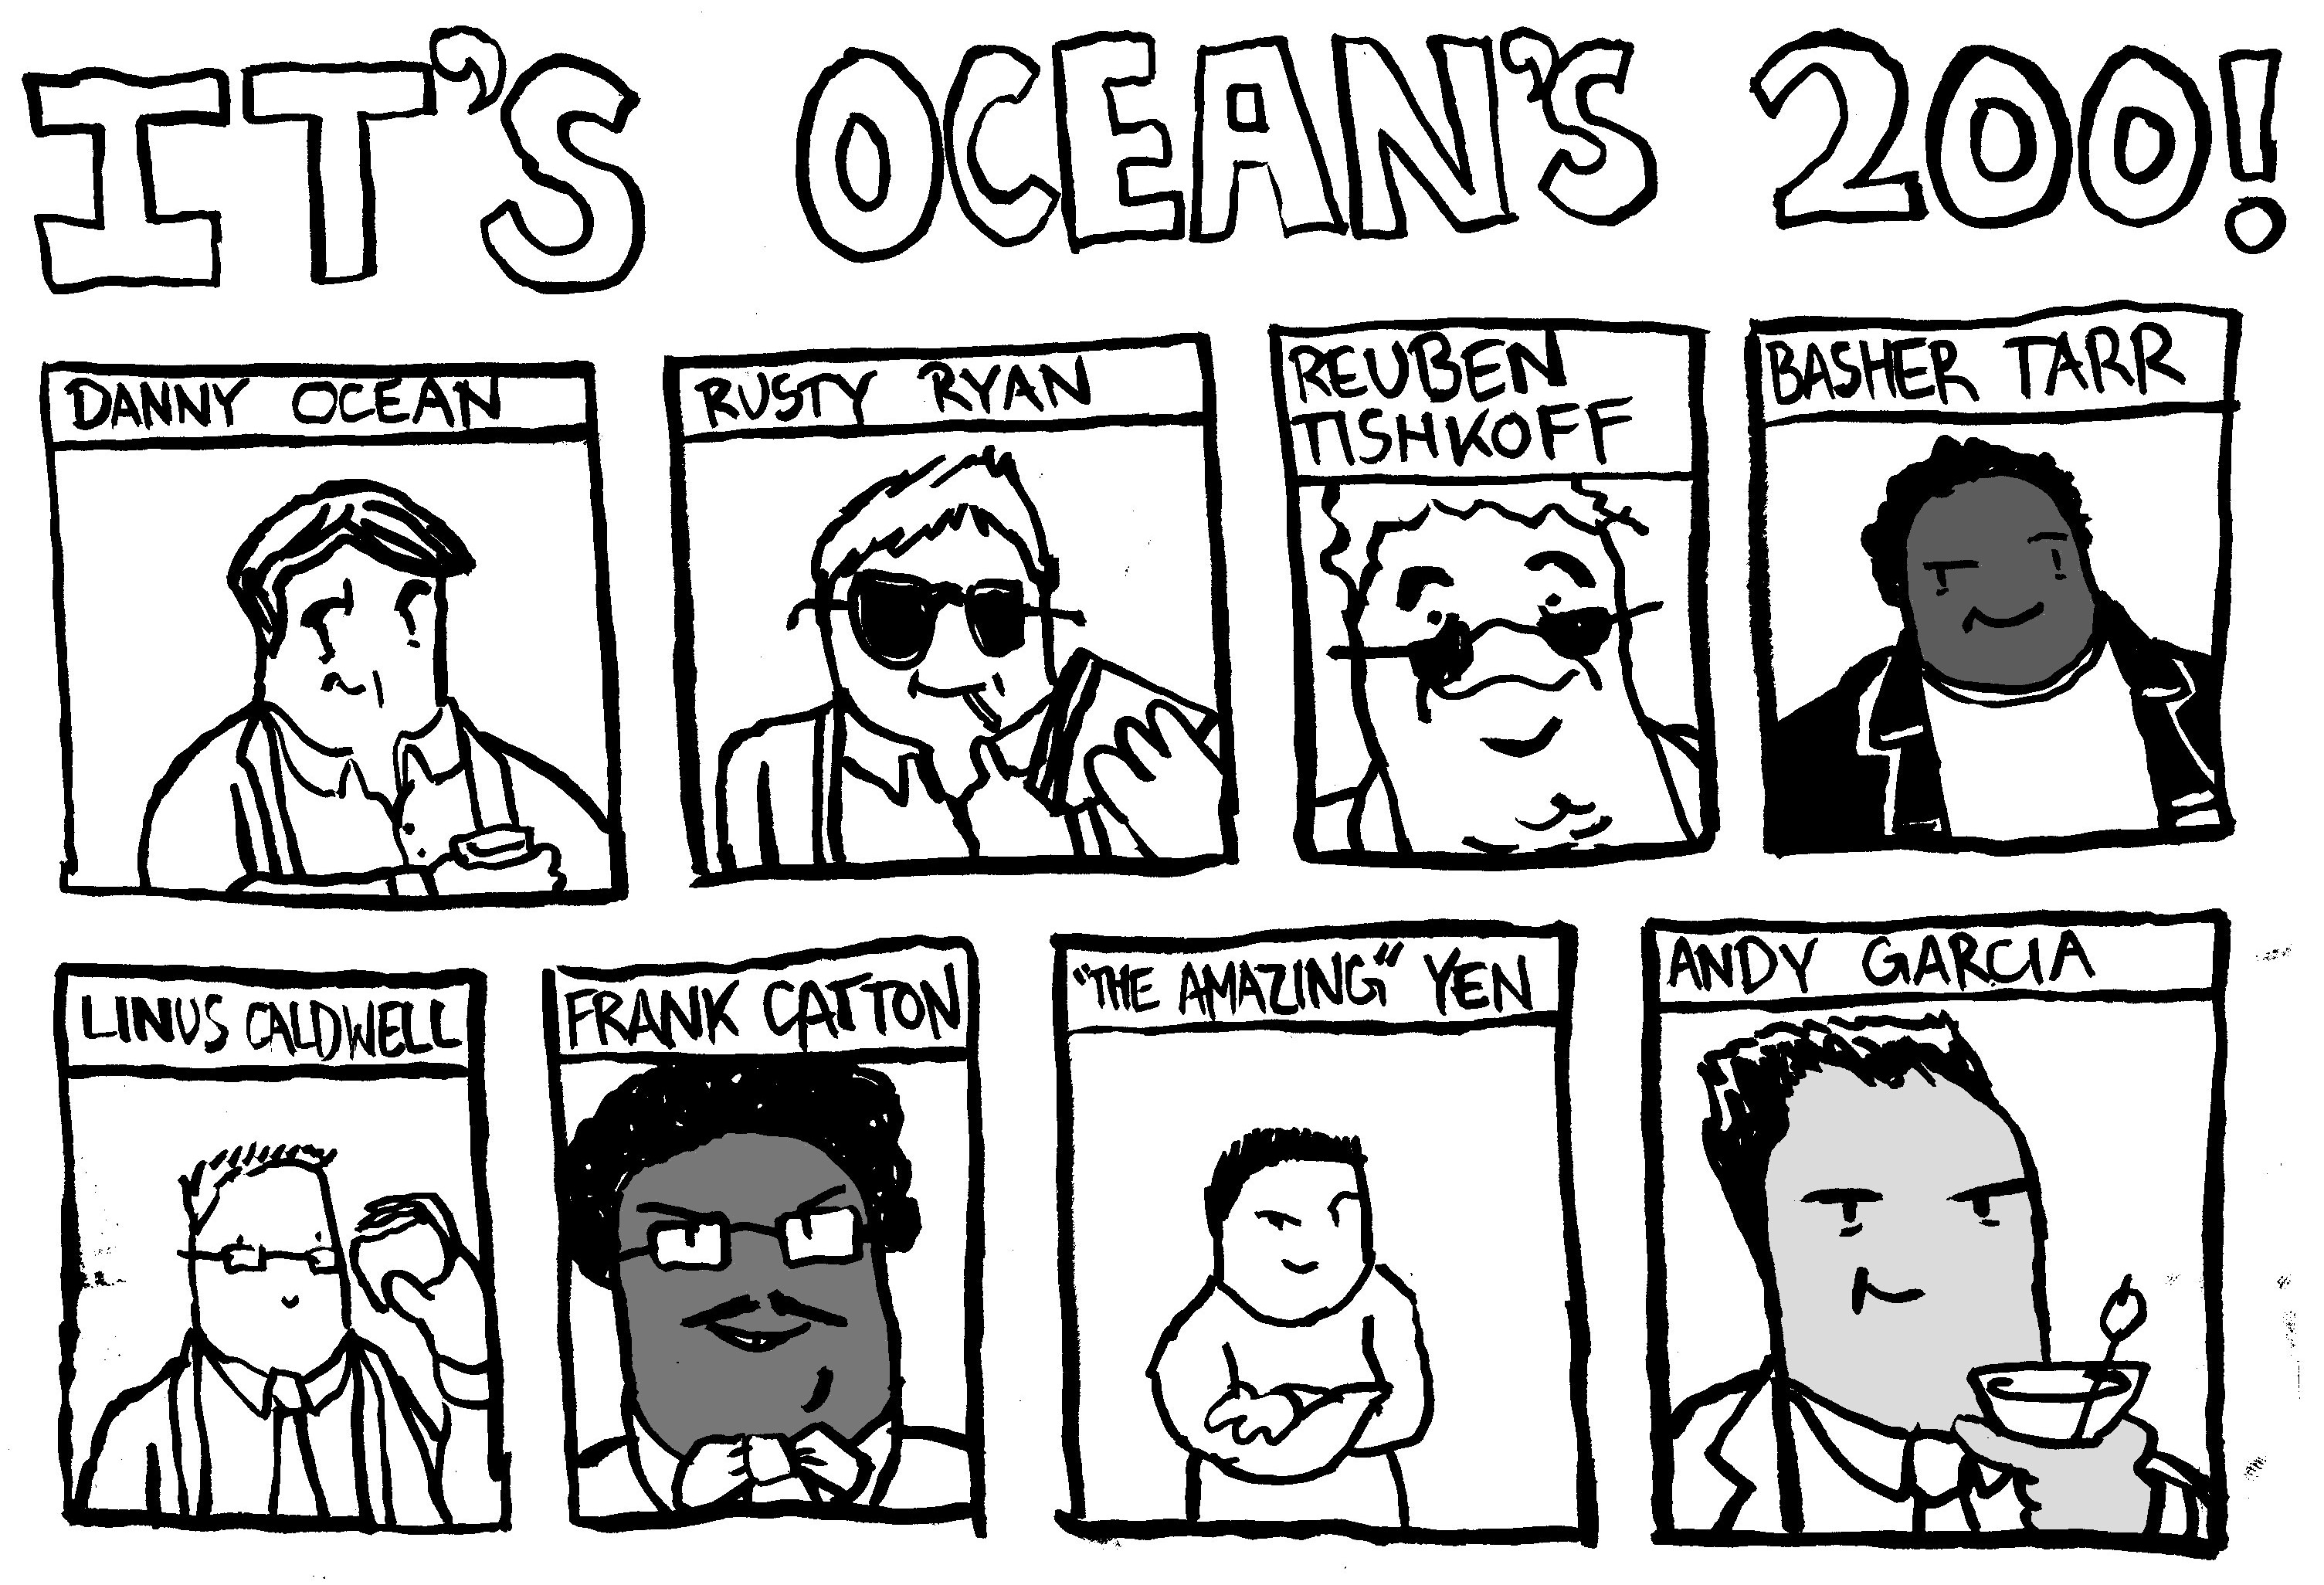 IT'S OCEAN'S 200!
DANNY OCEAN
RUSTY RYAN
REUBEN
TISHKOFF
BASHER TARR
LINUS CALDWELL
FRANK CATTON
"THE AMAZING" YEN
ANDY GARCIA